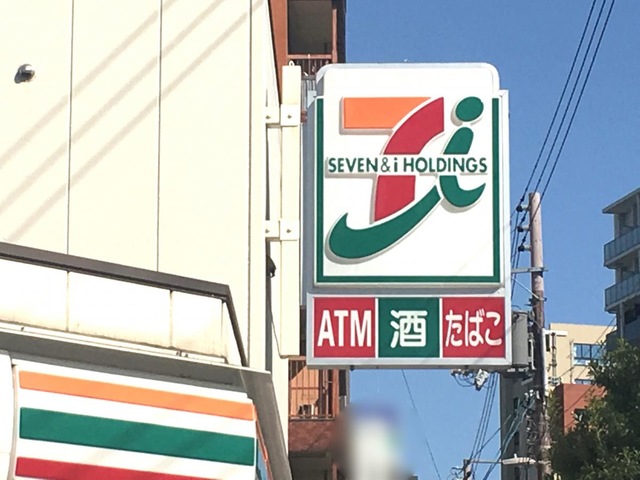 SEVEN & i HOLDINGS
ATM 酒 たばこ